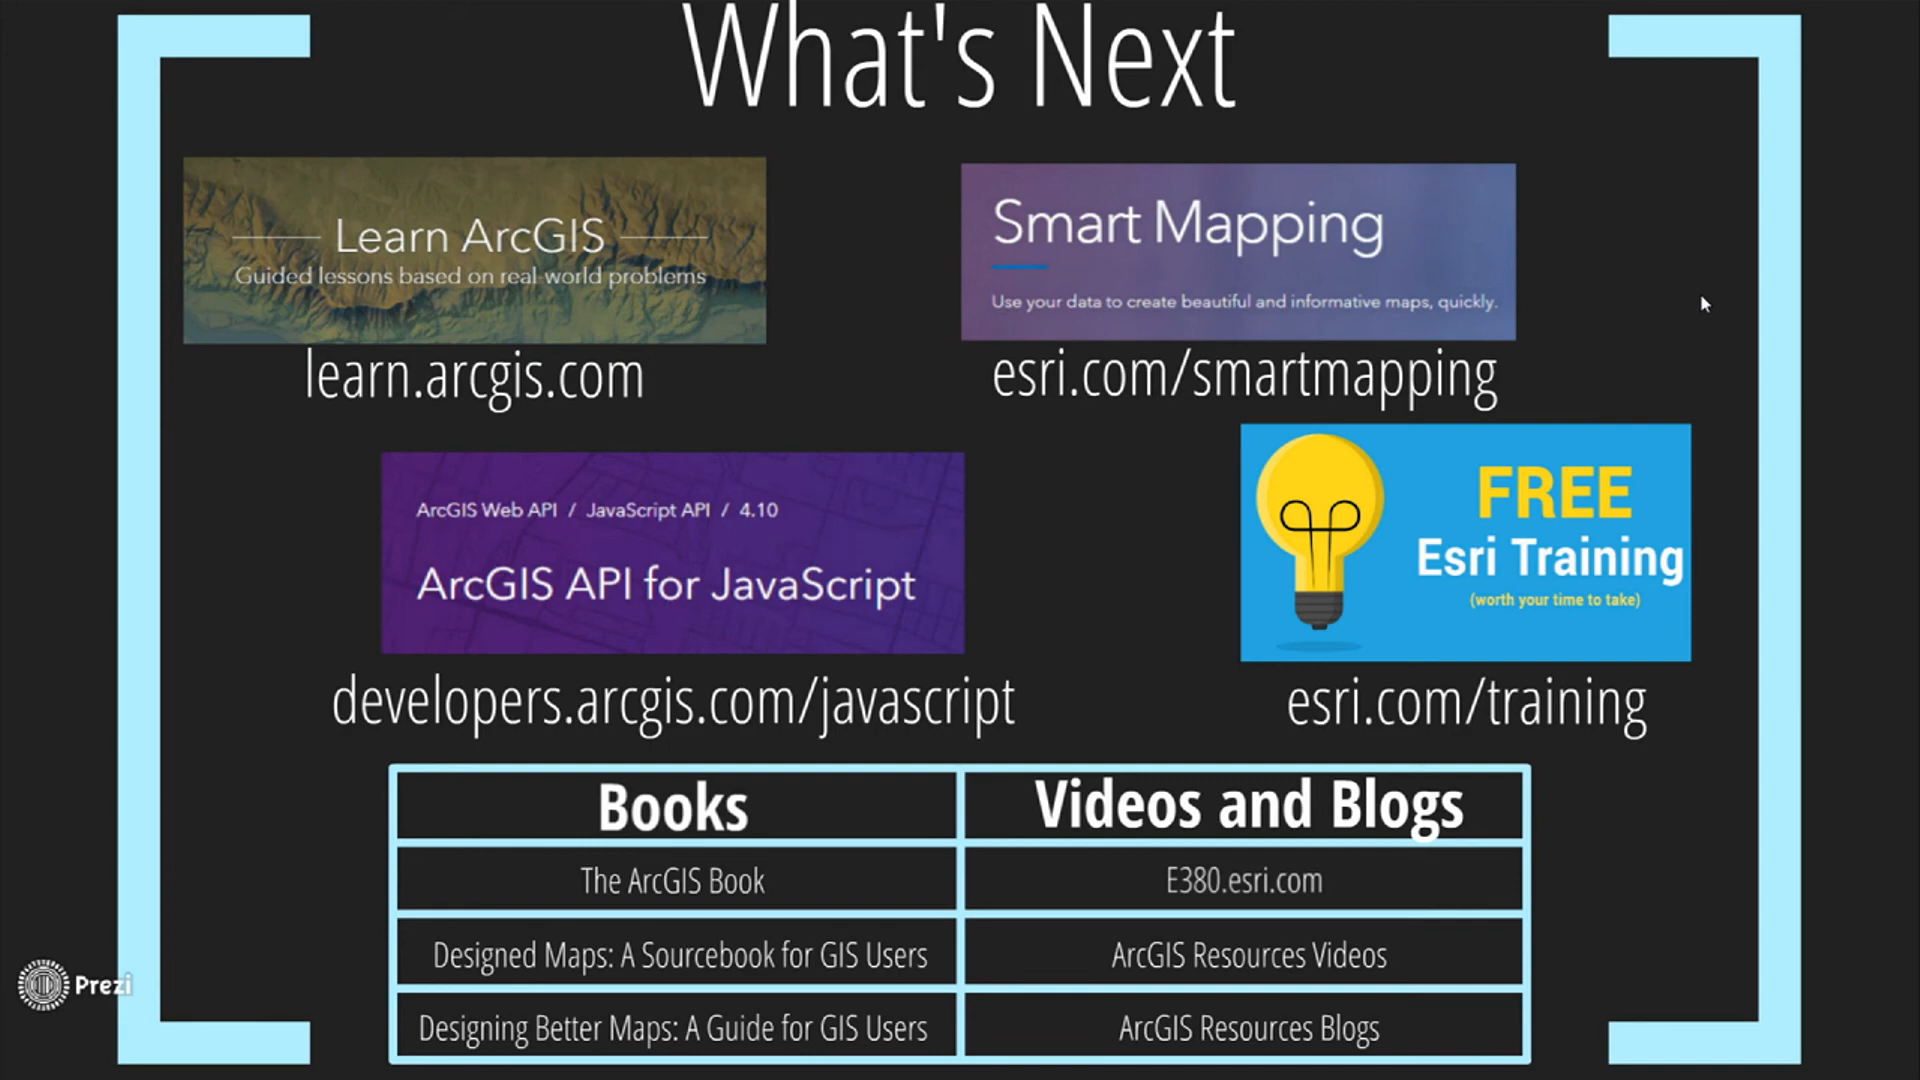 What's Next
Learn ArcGIS
Guided lessons based on real-world problems
learn.arcgis.com
Smart Mapping
Use your data to create beautiful and informative maps, quickly.
esri.com/smartmapping
ArcGIS Web API / JavaScript API / 4.10
ArcGIS API for JavaScript
developers.arcgis.com/javascript
FREE
Esri Training
(worth your time to take)
esri.com/training
Books
Videos and Blogs
The ArcGIS Book
E380.esri.com
Designed Maps: A Sourcebook for GIS Users
ArcGIS Resources Videos
Designing Better Maps: A Guide for GIS Users
ArcGIS Resources Blogs
Prezi